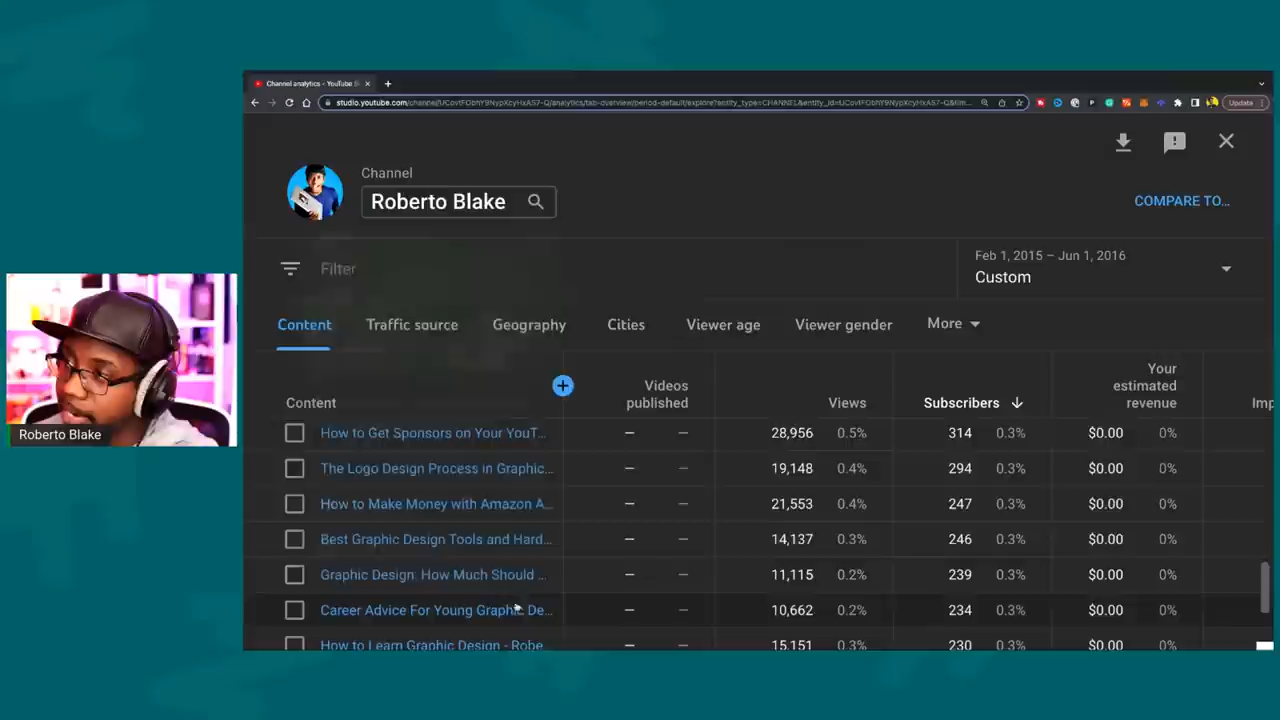 Channel analytics - YouTube S
studio.youtube.com
Update
Channel
Roberto Blake
COMPARE TO...
Filter
Feb 1, 2015 – Jun 1, 2016
Custom
Content
Traffic source
Geography
Cities
Viewer age
Viewer gender
More
Content
Videos published
Views
Subscribers
Your estimated revenue
Imp
How to Get Sponsors on Your YouT... — — 28,956 0.5% 314 0.3% $0.00 0%
The Logo Design Process in Graphic... — — 19,148 0.4% 294 0.3% $0.00 0%
How to Make Money with Amazon A... — — 21,553 0.4% 247 0.3% $0.00 0%
Best Graphic Design Tools and Hard... — — 14,137 0.3% 246 0.3% $0.00 0%
Graphic Design: How Much Should ... — — 11,115 0.2% 239 0.3% $0.00 0%
Career Advice For Young Graphic De... — — 10,662 0.2% 234 0.3% $0.00 0%
How to Learn Graphic Design - Robe... — — 15,151 0.3% 230 0.3% $0.00 0%
Roberto Blake